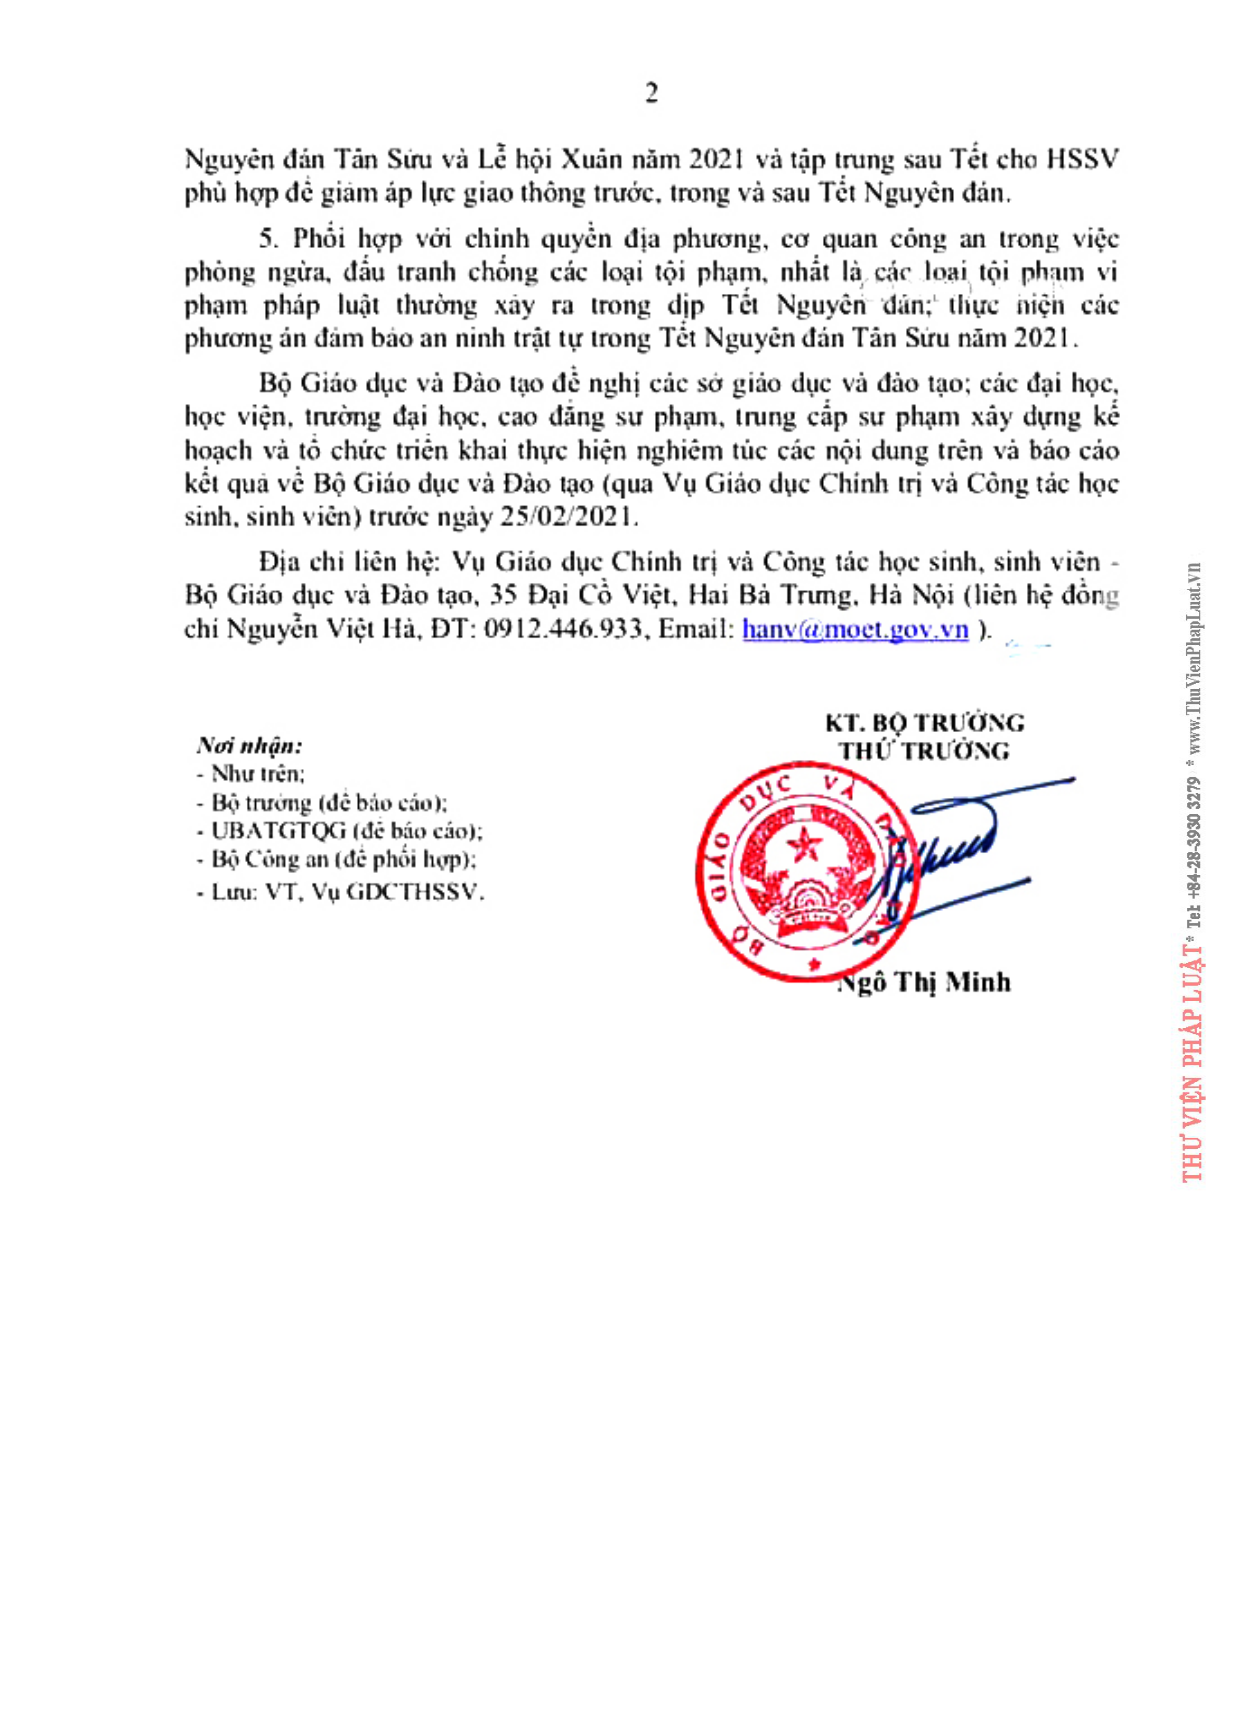 2
Nguyên đán Tân Sửu và Lễ hội Xuân năm 2021 và tập trung sau Tết cho HSSV
phù hợp để giảm áp lực giao thông trước, trong và sau Tết Nguyên đán.
5. Phối hợp với chính quyền địa phương, cơ quan công an trong việc
phòng ngừa, đấu tranh chống các loại tội phạm, nhất là các loại tội phạm vi
phạm pháp luật thường xảy ra trong dịp Tết Nguyên đán; thực hiện các
phương án đảm bảo an ninh trật tự trong Tết Nguyên đán Tân Sửu năm 2021.
Bộ Giáo dục và Đào tạo đề nghị các sở giáo dục và đào tạo; các đại học,
học viện, trường đại học, cao đẳng sư phạm, trung cấp sư phạm xây dựng kế
hoạch và tổ chức triển khai thực hiện nghiêm túc các nội dung trên và báo cáo
kết quả về Bộ Giáo dục và Đào tạo (qua Vụ Giáo dục Chính trị và Công tác học
sinh, sinh viên) trước ngày 25/02/2021.
Địa chỉ liên hệ: Vụ Giáo dục Chính trị và Công tác học sinh, sinh viên -
Bộ Giáo dục và Đào tạo, 35 Đại Cồ Việt, Hai Bà Trưng, Hà Nội (liên hệ đồng
chí Nguyễn Việt Hà, ĐT: 0912.446.933, Email: hanv@moet.gov.vn ).
KT. BỘ TRƯỞNG
THỨ TRƯỞNG
Nơi nhận:
- Như trên;
- Bộ trưởng (để báo cáo);
- UBATGTQG (để báo cáo);
- Bộ Công an (để phối hợp);
- Lưu: VT, Vụ GDCTHSSV.
BỘ GIÁO DỤC VÀ ĐÀO TẠO
Ngô Thị Minh
THƯ VIỆN PHÁP LUẬT * Tel: +84-28-3930 3279 * www.ThuVienPhapLuat.vn